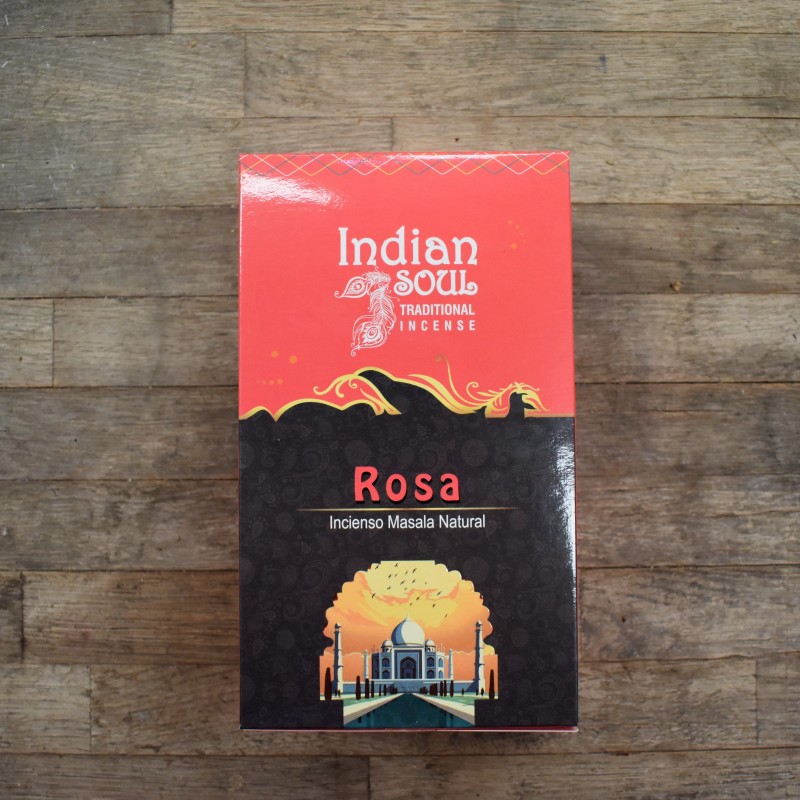 Indian
SOUL
TRADITIONAL
INCENSE
Rosa
Incienso Masala Natural